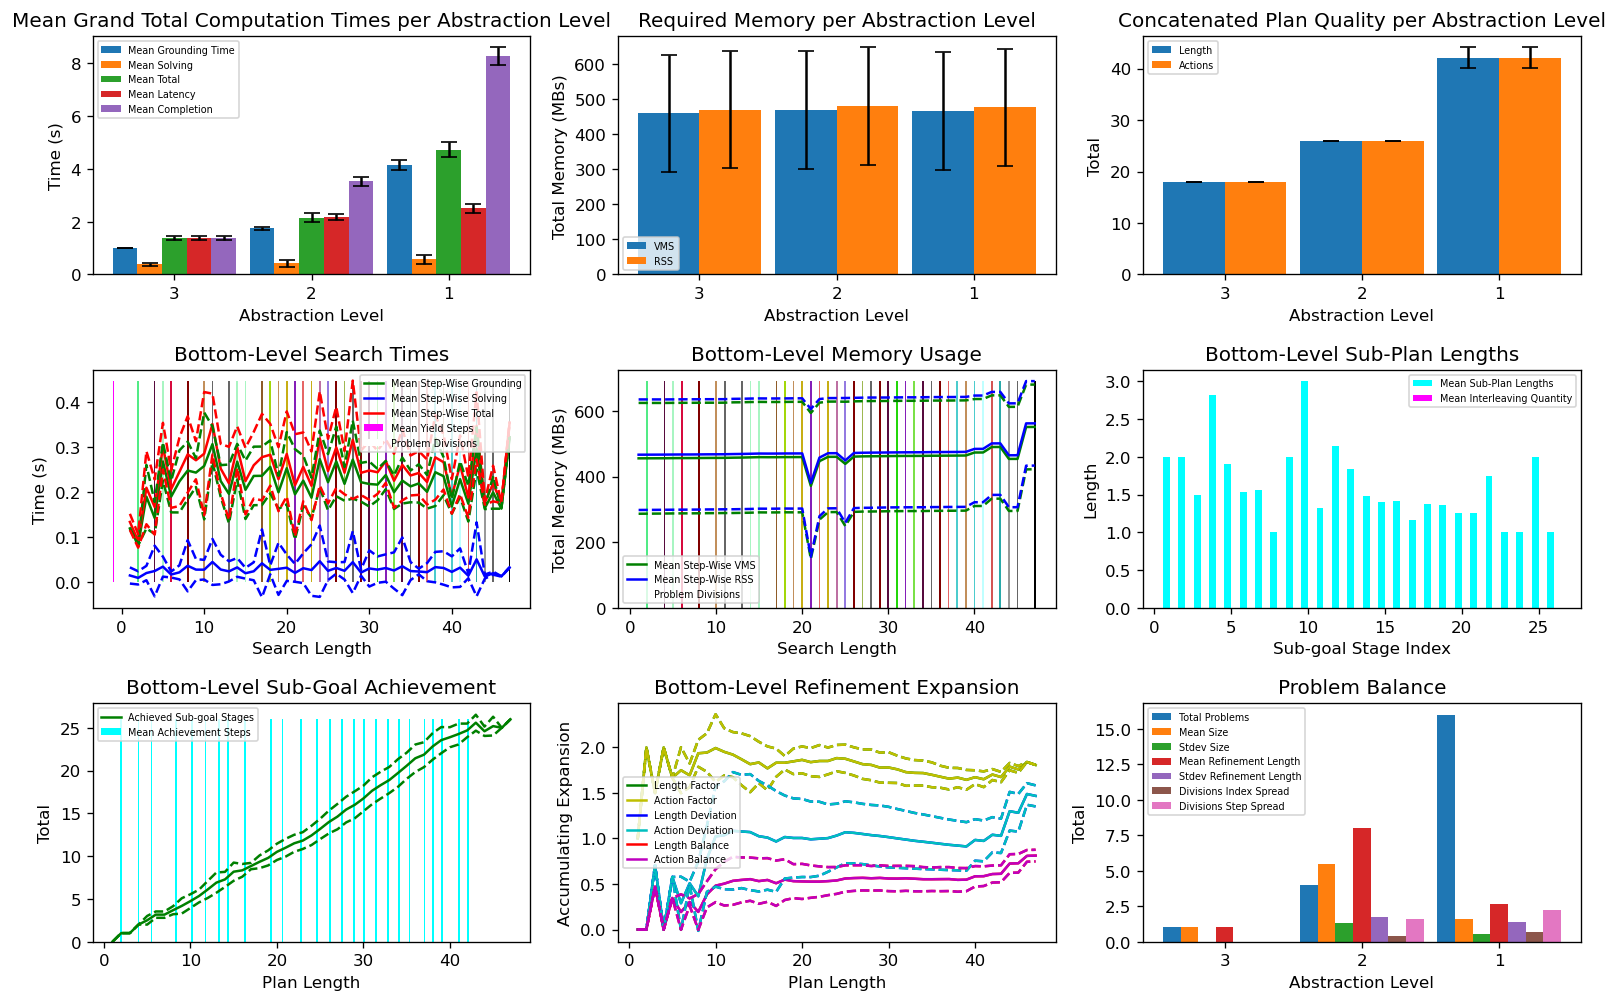 Mean Grand Total Computation Times per Abstraction Level
Time (s)
8
6
4
2
0
Mean Grounding Time
Mean Solving
Mean Total
Mean Latency
Mean Completion
3 2 1
Abstraction Level
Required Memory per Abstraction Level
Total Memory (MBs)
600
500
400
300
200
100
0
VMS
RSS
3 2 1
Abstraction Level
Concatenated Plan Quality per Abstraction Level
Total
40
30
20
10
0
Length
Actions
3 2 1
Abstraction Level
Bottom-Level Search Times
Time (s)
0.4
0.3
0.2
0.1
0.0
Mean Step-Wise Grounding
Mean Step-Wise Solving
Mean Step-Wise Total
Mean Yield Steps
Problem Divisions
0 10 20 30 40
Search Length
Bottom-Level Memory Usage
Total Memory (MBs)
600
400
200
0
Mean Step-Wise VMS
Mean Step-Wise RSS
Problem Divisions
0 10 20 30 40
Search Length
Bottom-Level Sub-Plan Lengths
Length
3.0
2.5
2.0
1.5
1.0
0.5
0.0
Mean Sub-Plan Lengths
Mean Interleaving Quantity
0 5 10 15 20 25
Sub-goal Stage Index
Bottom-Level Sub-Goal Achievement
Total
25
20
15
10
5
0
Achieved Sub-goal Stages
Mean Achievement Steps
0 10 20 30 40
Plan Length
Bottom-Level Refinement Expansion
Accumulating Expansion
2.0
1.5
1.0
0.5
0.0
Length Factor
Action Factor
Length Deviation
Action Deviation
Length Balance
Action Balance
0 10 20 30 40
Plan Length
Problem Balance
Total
15.0
12.5
10.0
7.5
5.0
2.5
0.0
Total Problems
Mean Size
Stdev Size
Mean Refinement Length
Stdev Refinement Length
Divisions Index Spread
Divisions Step Spread
3 2 1
Abstraction Level